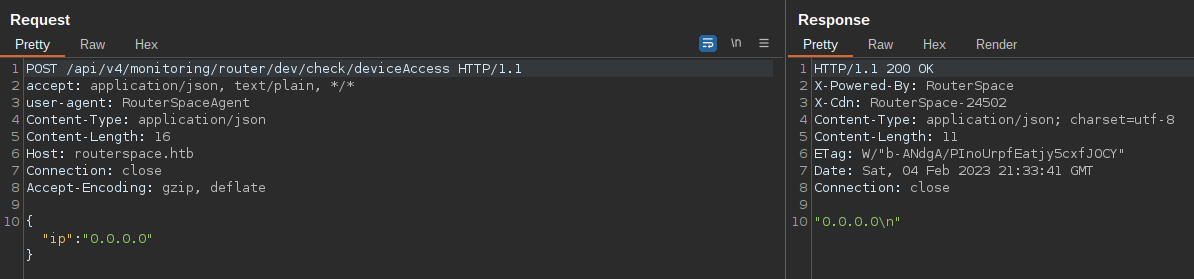 Request
Pretty Raw Hex
\n
1 POST /api/v4/monitoring/router/dev/check/deviceAccess HTTP/1.1
2 accept: application/json, text/plain, */*
3 user-agent: RouterSpaceAgent
4 Content-Type: application/json
5 Content-Length: 16
6 Host: routerspace.htb
7 Connection: close
8 Accept-Encoding: gzip, deflate
9
10 {
"ip":"0.0.0.0"
}
Response
Pretty Raw Hex Render
1 HTTP/1.1 200 OK
2 X-Powered-By: RouterSpace
3 X-Cdn: RouterSpace-24502
4 Content-Type: application/json; charset=utf-8
5 Content-Length: 11
6 ETag: W/"b-ANdgA/PInoUrpfEatjy5cxfJOCY"
7 Date: Sat, 04 Feb 2023 21:33:41 GMT
8 Connection: close
9
10 "0.0.0.0\n"